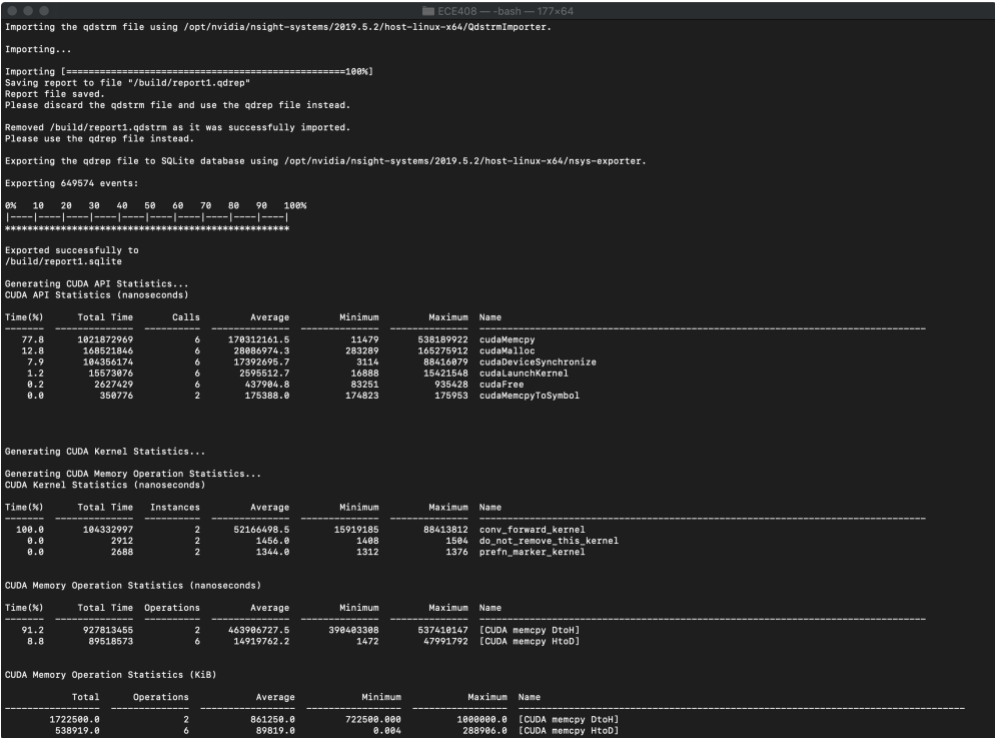 ECE408 — -bash — 177×64
Importing the qdstrm file using /opt/nvidia/nsight-systems/2019.5.2/host-linux-x64/QdstrmImporter.
Importing...
Importing [==================================================100%]
Saving report to file "/build/report1.qdrep"
Report file saved.
Please discard the qdstrm file and use the qdrep file instead.
Removed /build/report1.qdstrm as it was successfully imported.
Please use the qdrep file instead.
Exporting the qdrep file to SQLite database using /opt/nvidia/nsight-systems/2019.5.2/host-linux-x64/nsys-exporter.
Exporting 649574 events:
0% 10 20 30 40 50 60 70 80 90 100%
|----|----|----|----|----|----|----|----|----|----|
***************************************************
Exported successfully to
/build/report1.sqlite
Generating CUDA API Statistics...
CUDA API Statistics (nanoseconds)
Time(%) Total Time Calls Average Minimum Maximum Name
77.8 1021872969 6 170312161.5 11479 538189922 cudaMemcpy
12.8 168521846 6 28086974.3 283289 165275912 cudaMalloc
7.9 104356174 6 17392695.7 3114 88416079 cudaDeviceSynchronize
1.2 15573076 6 2595512.7 16888 15421548 cudaLaunchKernel
0.2 2627429 6 437904.8 83251 935428 cudaFree
0.0 350776 2 175388.0 174823 175953 cudaMemcpyToSymbol
Generating CUDA Kernel Statistics...
Generating CUDA Memory Operation Statistics...
CUDA Kernel Statistics (nanoseconds)
Time(%) Total Time Instances Average Minimum Maximum Name
100.0 104332997 2 52166498.5 15919185 88413812 conv_forward_kernel
0.0 2912 2 1456.0 1408 1504 do_not_remove_this_kernel
0.0 2688 2 1344.0 1312 1376 prefn_marker_kernel
CUDA Memory Operation Statistics (nanoseconds)
Time(%) Total Time Operations Average Minimum Maximum Name
91.2 927813455 2 463906727.5 390403308 537410147 [CUDA memcpy DtoH]
8.8 89518573 6 14919762.2 1472 47991792 [CUDA memcpy HtoD]
CUDA Memory Operation Statistics (KiB)
Total Operations Average Minimum Maximum Name
1722500.0 2 861250.0 722500.000 1000000.0 [CUDA memcpy DtoH]
538919.0 6 89819.0 0.004 288906.0 [CUDA memcpy HtoD]